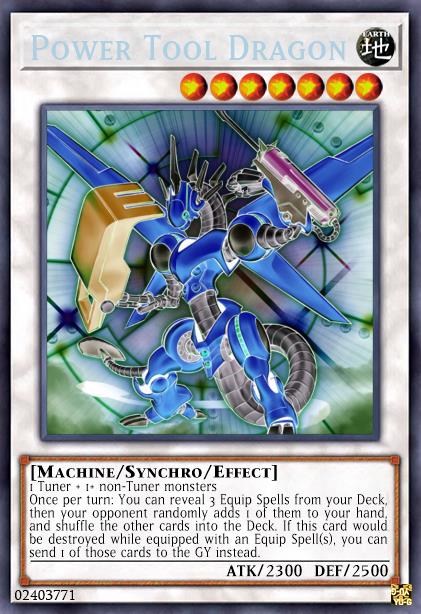 Power Tool Dragon
EARTH
地
[Machine/Synchro/Effect]
1 Tuner + 1+ non-Tuner monsters
Once per turn: You can reveal 3 Equip Spells from your Deck,
then your opponent randomly adds 1 of them to your hand,
and shuffle the other cards into the Deck. If this card would
be destroyed while equipped with an Equip Spell(s), you can
send 1 of those cards to the GY instead.
ATK/2300 DEF/2500
02403771